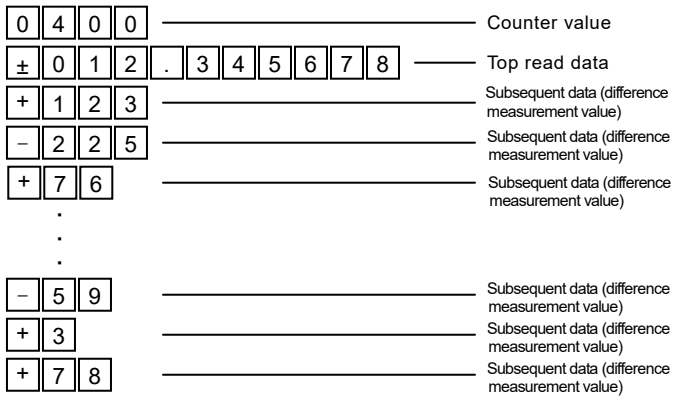 0400 Counter value
±012.345678 Top read data
+123 Subsequent data (difference
measurement value)
−225 Subsequent data (difference
measurement value)
+76 Subsequent data (difference
measurement value)
.
.
.
−59 Subsequent data (difference
measurement value)
+3 Subsequent data (difference
measurement value)
+78 Subsequent data (difference
measurement value)